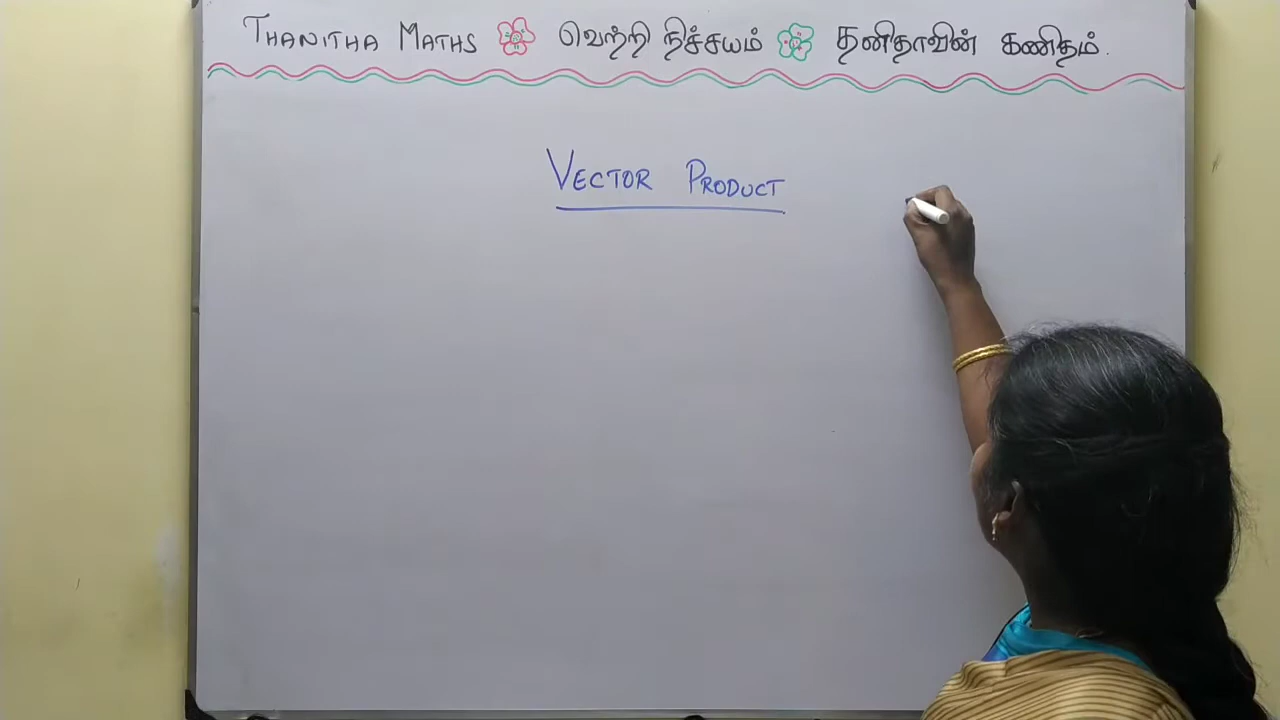 THANITHA MATHS வெற்றி நிச்சயம் தனிதாவின் கணிதம்.
VECTOR PRODUCT